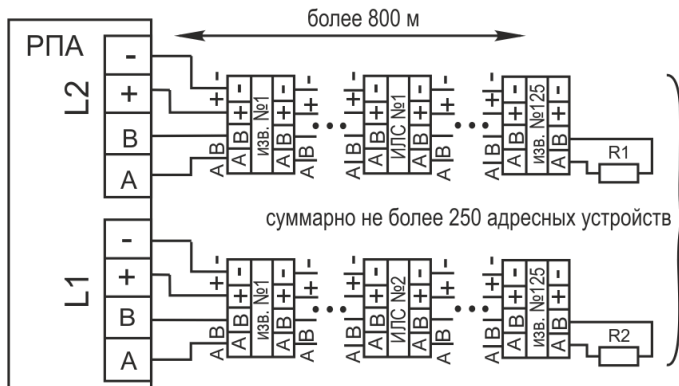 более 800 м
РПА
L2
-
+
B
A
- + B A
изв. №1
- + B A
- + B A
...
- + B A
ИЛС №1
- + B A
- + B A
...
- + B A
изв. №125
- + B A
R1
суммарно не более 250 адресных устройств
L1
-
+
B
A
- + B A
изв. №1
- + B A
- + B A
...
- + B A
ИЛС №2
- + B A
- + B A
...
- + B A
изв. №125
- + B A
R2